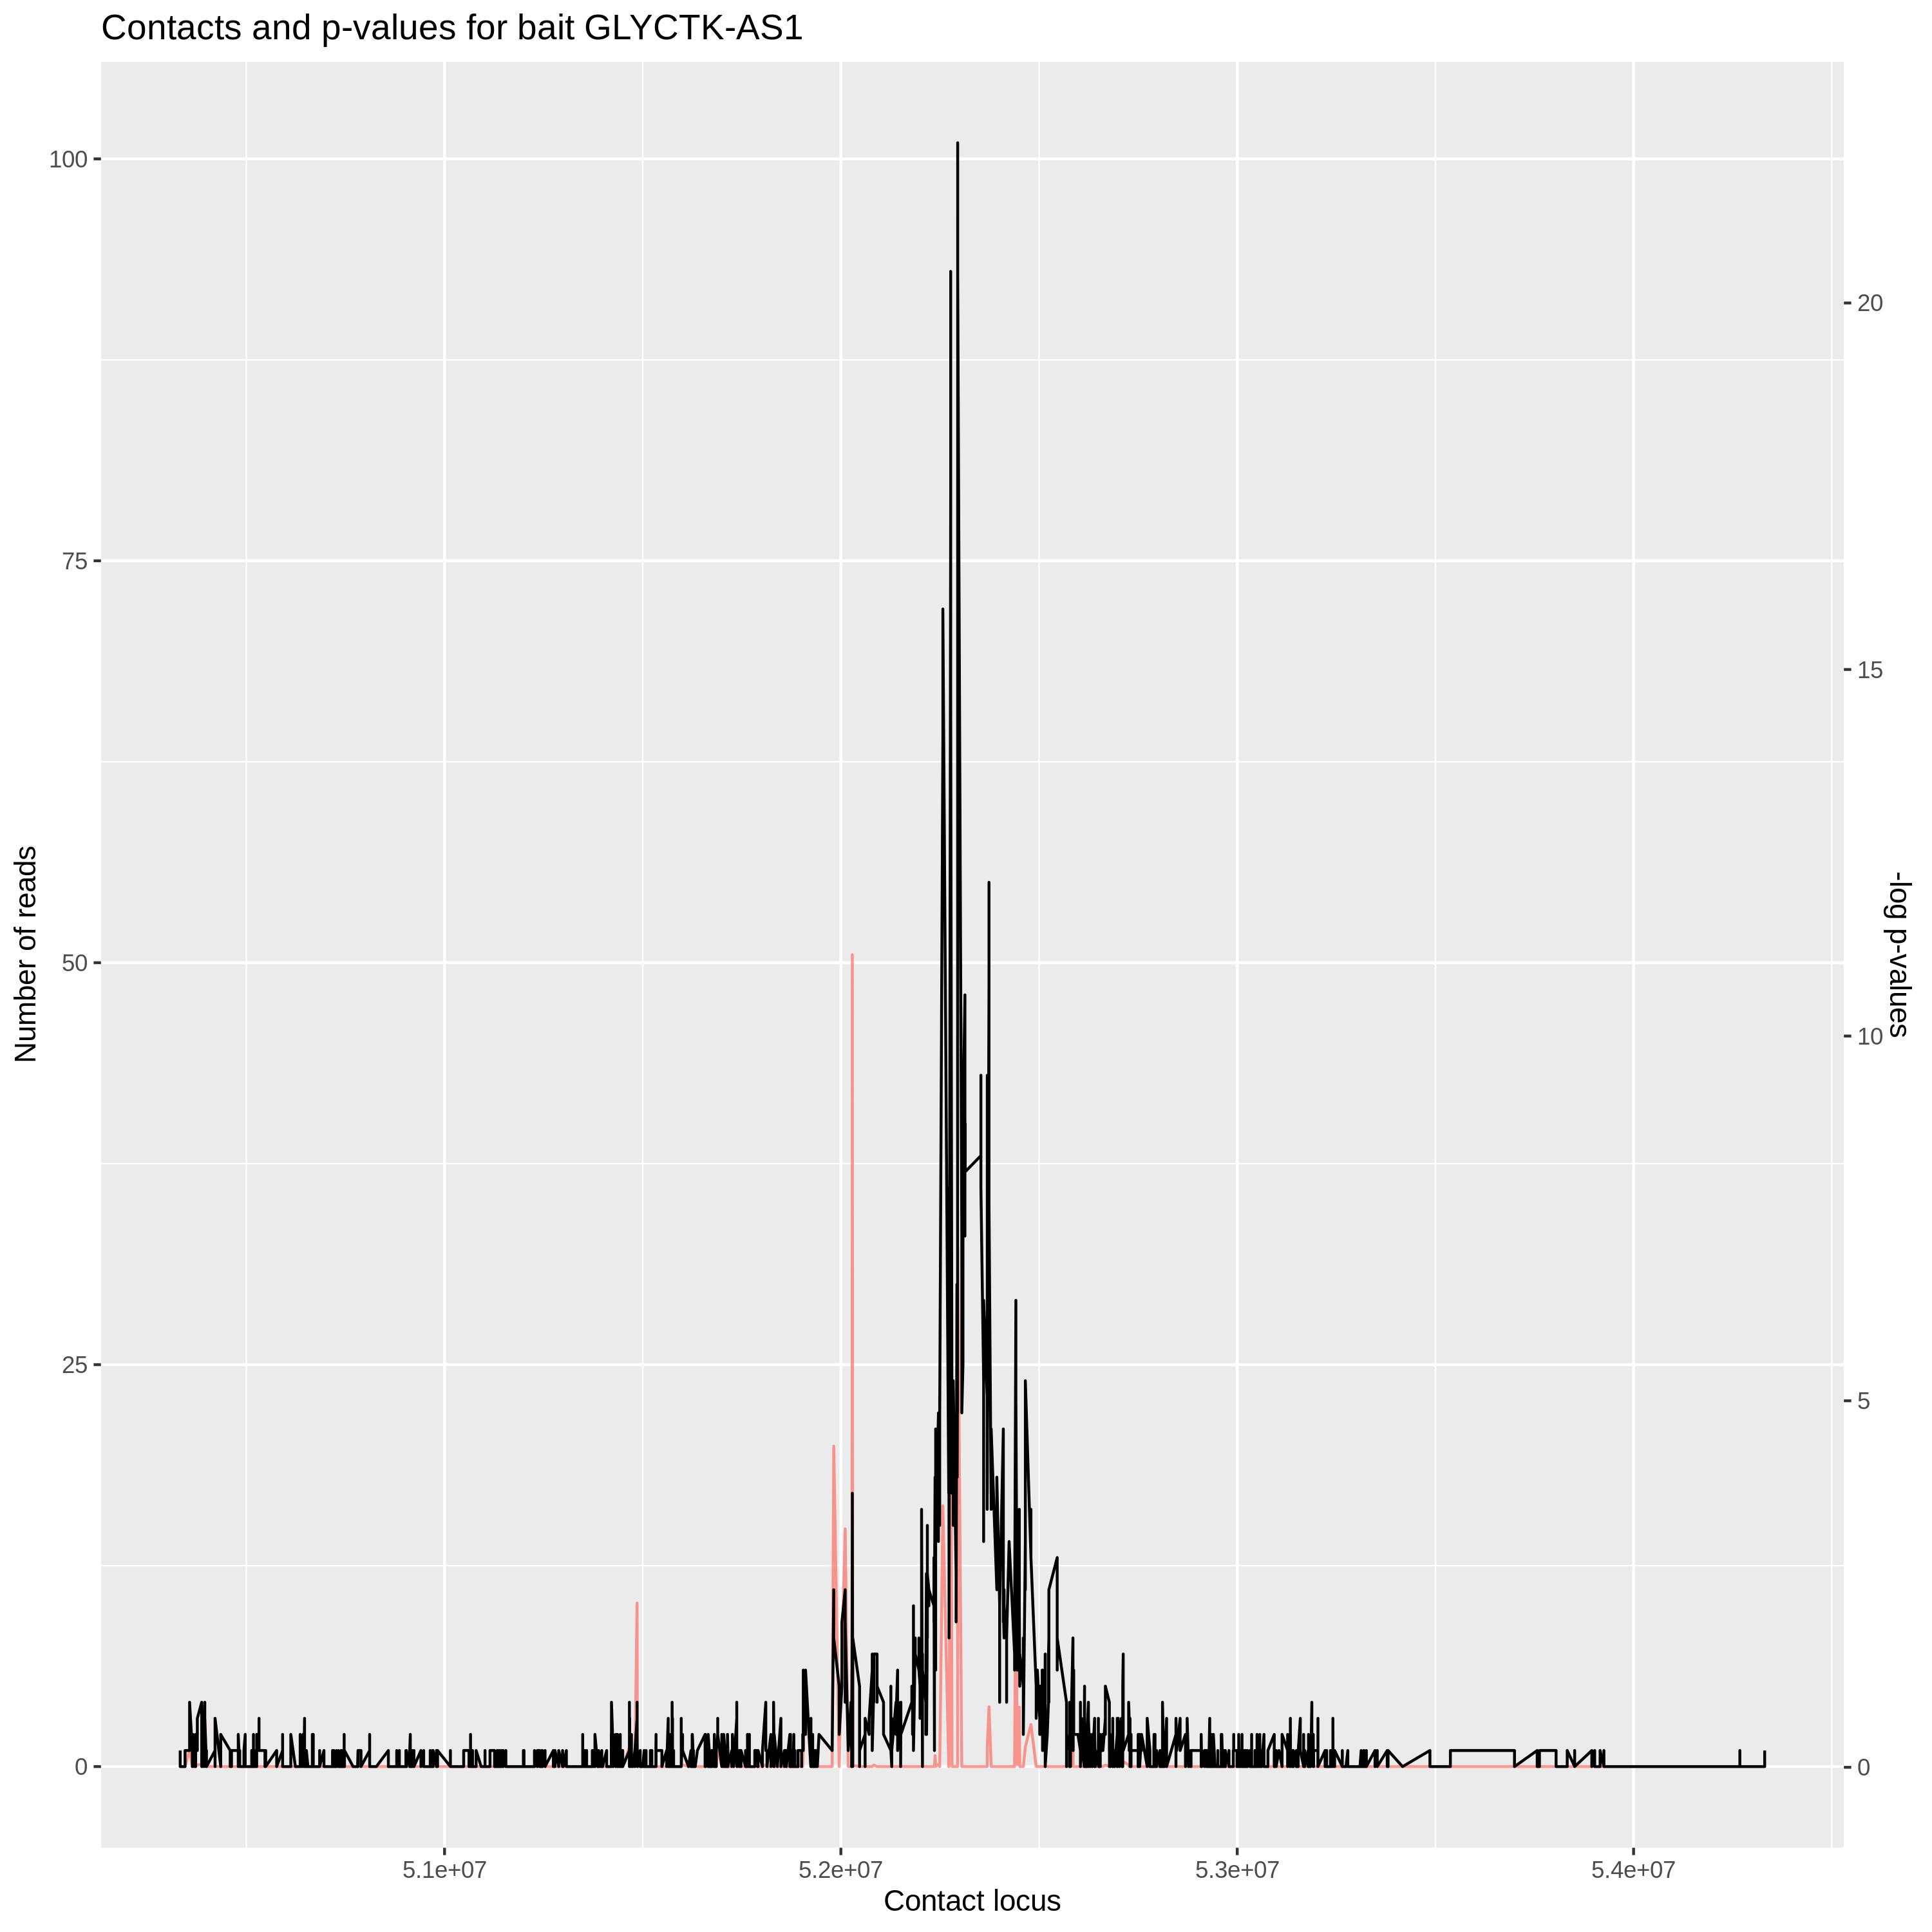 Contacts and p-values for bait GLYCTK-AS1
100
75
50
25
0
Number of reads
20
15
10
5
0
-log p-values
5.1e+07
5.2e+07
5.3e+07
5.4e+07
Contact locus